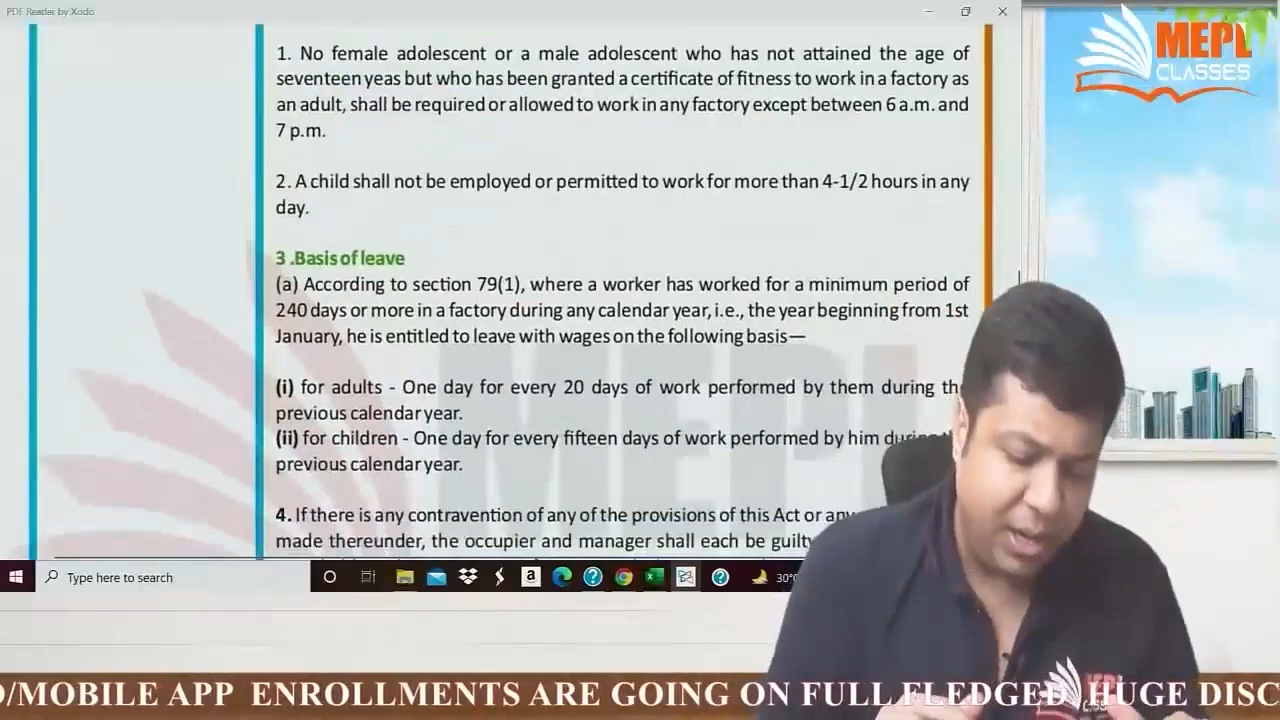 PDF Reader by Xodo
MEPL
CLASSES
1. No female adolescent or a male adolescent who has not attained the age of
seventeen yeas but who has been granted a certificate of fitness to work in a factory as
an adult, shall be required or allowed to work in any factory except between 6 a.m. and
7 p.m.
2. A child shall not be employed or permitted to work for more than 4-1/2 hours in any
day.
3 .Basis of leave
(a) According to section 79(1), where a worker has worked for a minimum period of
240 days or more in a factory during any calendar year, i.e., the year beginning from 1st
January, he is entitled to leave with wages on the following basis—
(i) for adults - One day for every 20 days of work performed by them during th
previous calendar year.
(ii) for children - One day for every fifteen days of work performed by him during
previous calendar year.
4. If there is any contravention of any of the provisions of this Act or any
made thereunder, the occupier and manager shall each be guilty
MEPL
Type here to search
a
30°
/MOBILE APP ENROLLMENTS ARE GOING ON FULL FLEDGED HUGE DISC